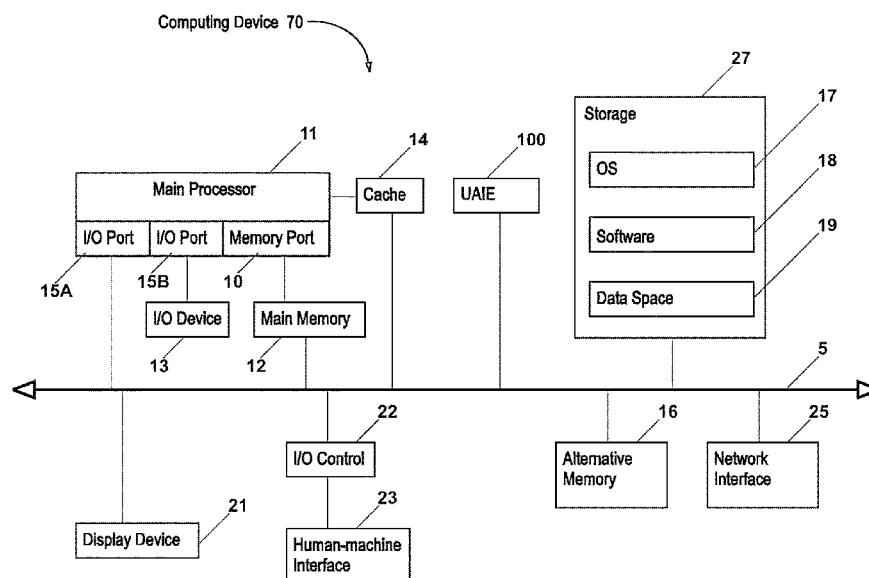 Computing Device 70
27
Storage
17
OS
18
Software
19
Data Space
11
Main Processor
14
Cache
100
UAIE
I/O Port
I/O Port
Memory Port
15A
15B
10
I/O Device
Main Memory
13
12
5
22
I/O Control
16
Alternative
Memory
25
Network
Interface
21
Display Device
23
Human-machine
Interface